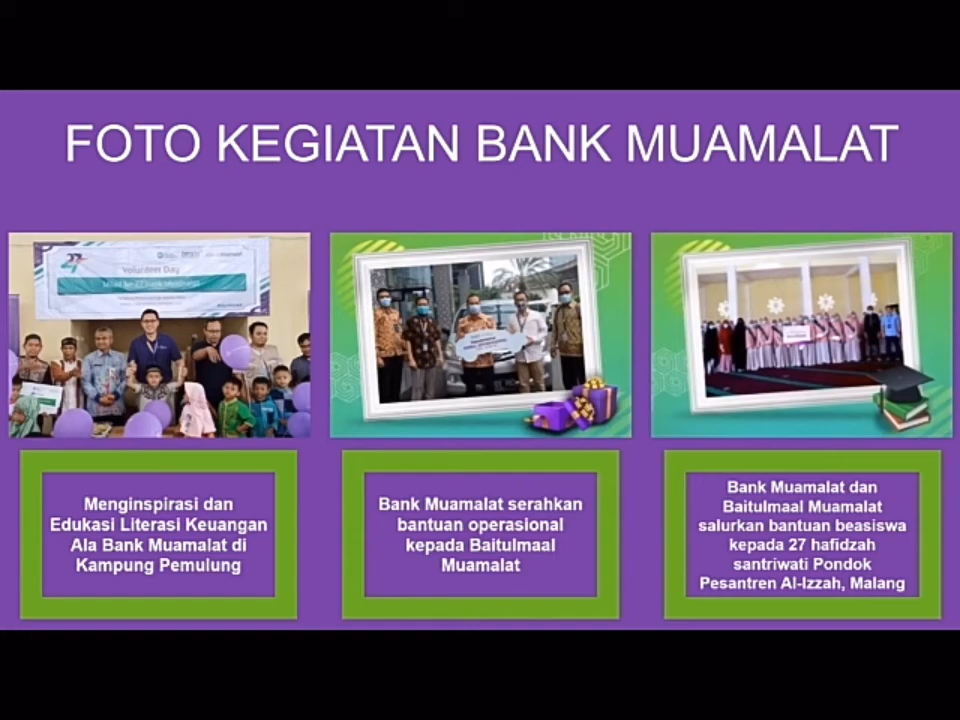 FOTO KEGIATAN BANK MUAMALAT
27
Volunteer Day
Menginspirasi dan
Edukasi Literasi Keuangan
Ala Bank Muamalat di
Kampung Pemulung
Bank Muamalat serahkan
bantuan operasional
kepada Baitulmaal
Muamalat
Bank Muamalat dan
Baitulmaal Muamalat
salurkan bantuan beasiswa
kepada 27 hafidzah
santriwati Pondok
Pesantren Al-Izzah, Malang